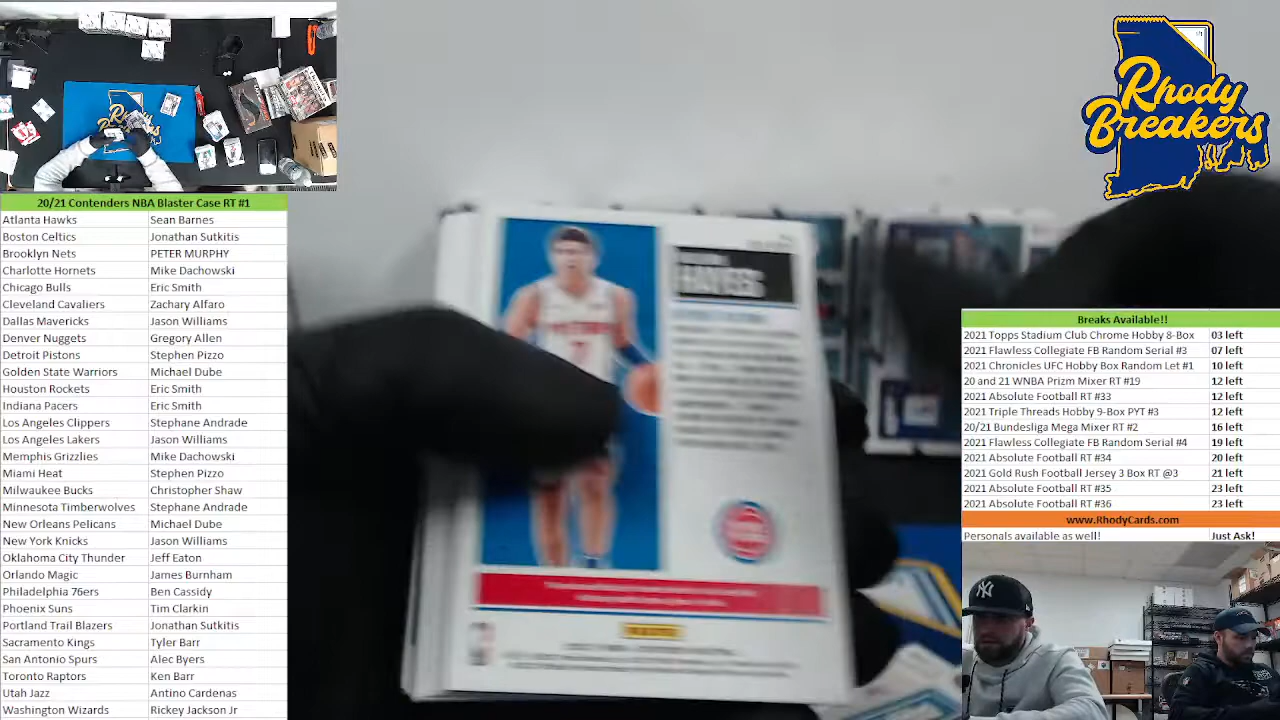 Rhody
Breakers
20/21 Contenders NBA Blaster Case RT #1
Atlanta Hawks Sean Barnes
Boston Celtics Jonathan Sutkitis
Brooklyn Nets PETER MURPHY
Charlotte Hornets Mike Dachowski
Chicago Bulls Eric Smith
Cleveland Cavaliers Zachary Alfaro
Dallas Mavericks Jason Williams
Denver Nuggets Gregory Allen
Detroit Pistons Stephen Pizzo
Golden State Warriors Michael Dube
Houston Rockets Eric Smith
Indiana Pacers Eric Smith
Los Angeles Clippers Stephane Andrade
Los Angeles Lakers Jason Williams
Memphis Grizzlies Mike Dachowski
Miami Heat Stephen Pizzo
Milwaukee Bucks Christopher Shaw
Minnesota Timberwolves Stephane Andrade
New Orleans Pelicans Michael Dube
New York Knicks Jason Williams
Oklahoma City Thunder Jeff Eaton
Orlando Magic James Burnham
Philadelphia 76ers Ben Cassidy
Phoenix Suns Tim Clarkin
Portland Trail Blazers Jonathan Sutkitis
Sacramento Kings Tyler Barr
San Antonio Spurs Alec Byers
Toronto Raptors Ken Barr
Utah Jazz Antino Cardenas
Washington Wizards Rickey Jackson Jr
HAYES
PANINI
Breaks Available!!
2021 Topps Stadium Club Chrome Hobby 8-Box 03 left
2021 Flawless Collegiate FB Random Serial #3 07 left
2021 Chronicles UFC Hobby Box Random Let #1 10 left
20 and 21 WNBA Prizm Mixer RT #19 12 left
2021 Absolute Football RT #33 12 left
2021 Triple Threads Hobby 9-Box PYT #3 12 left
20/21 Bundesliga Mega Mixer RT #2 16 left
2021 Flawless Collegiate FB Random Serial #4 19 left
2021 Absolute Football RT #34 20 left
2021 Gold Rush Football Jersey 3 Box RT @3 21 left
2021 Absolute Football RT #35 23 left
2021 Absolute Football RT #36 23 left
www.RhodyCards.com
Personals available as well! Just Ask!